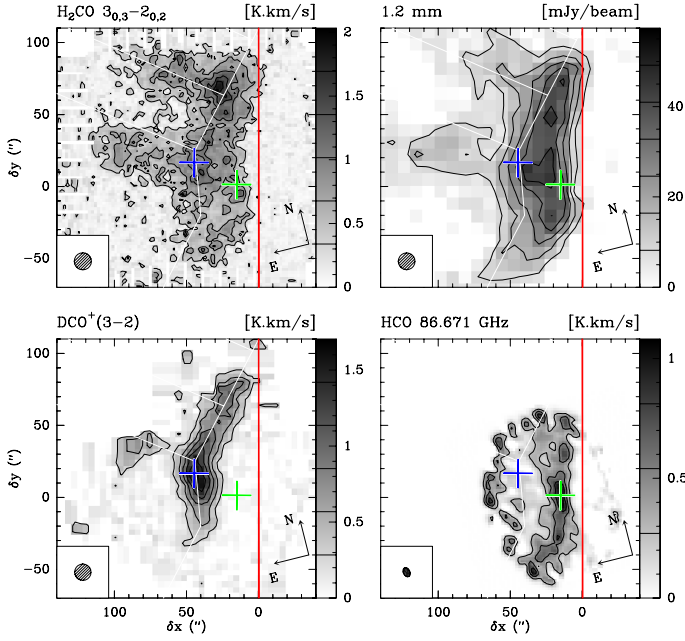 H₂CO 3₀,₃−2₀,₂ [K.km/s]
1.2 mm [mJy/beam]
100
50
0
−50
δy (")
N
E
2
1.5
1
0.5
0
N
E
40
20
0
DCO⁺(3−2) [K.km/s]
HCO 86.671 GHz [K.km/s]
100
50
0
−50
δy (")
N
E
1.5
1
0.5
0
N
E
1
0.5
0
100 50 0
δx (")
100 50 0
δx (")